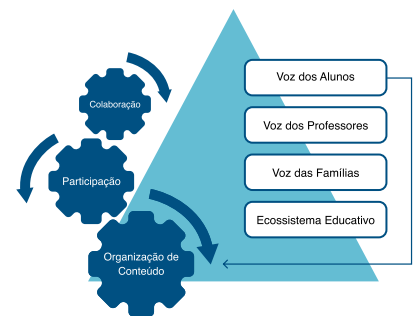 Colaboração
Participação
Organização de
Conteúdo
Voz dos Alunos
Voz dos Professores
Voz das Famílias
Ecossistema Educativo